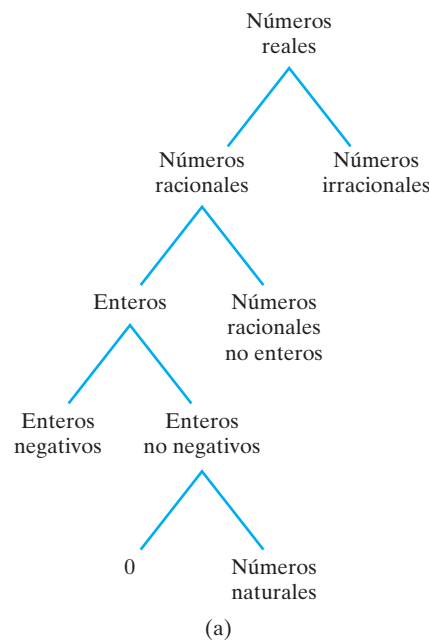 Números
reales
Números
racionales
Números
irracionales
Enteros
Números
racionales
no enteros
Enteros
negativos
Enteros
no negativos
0
Números
naturales
(a)